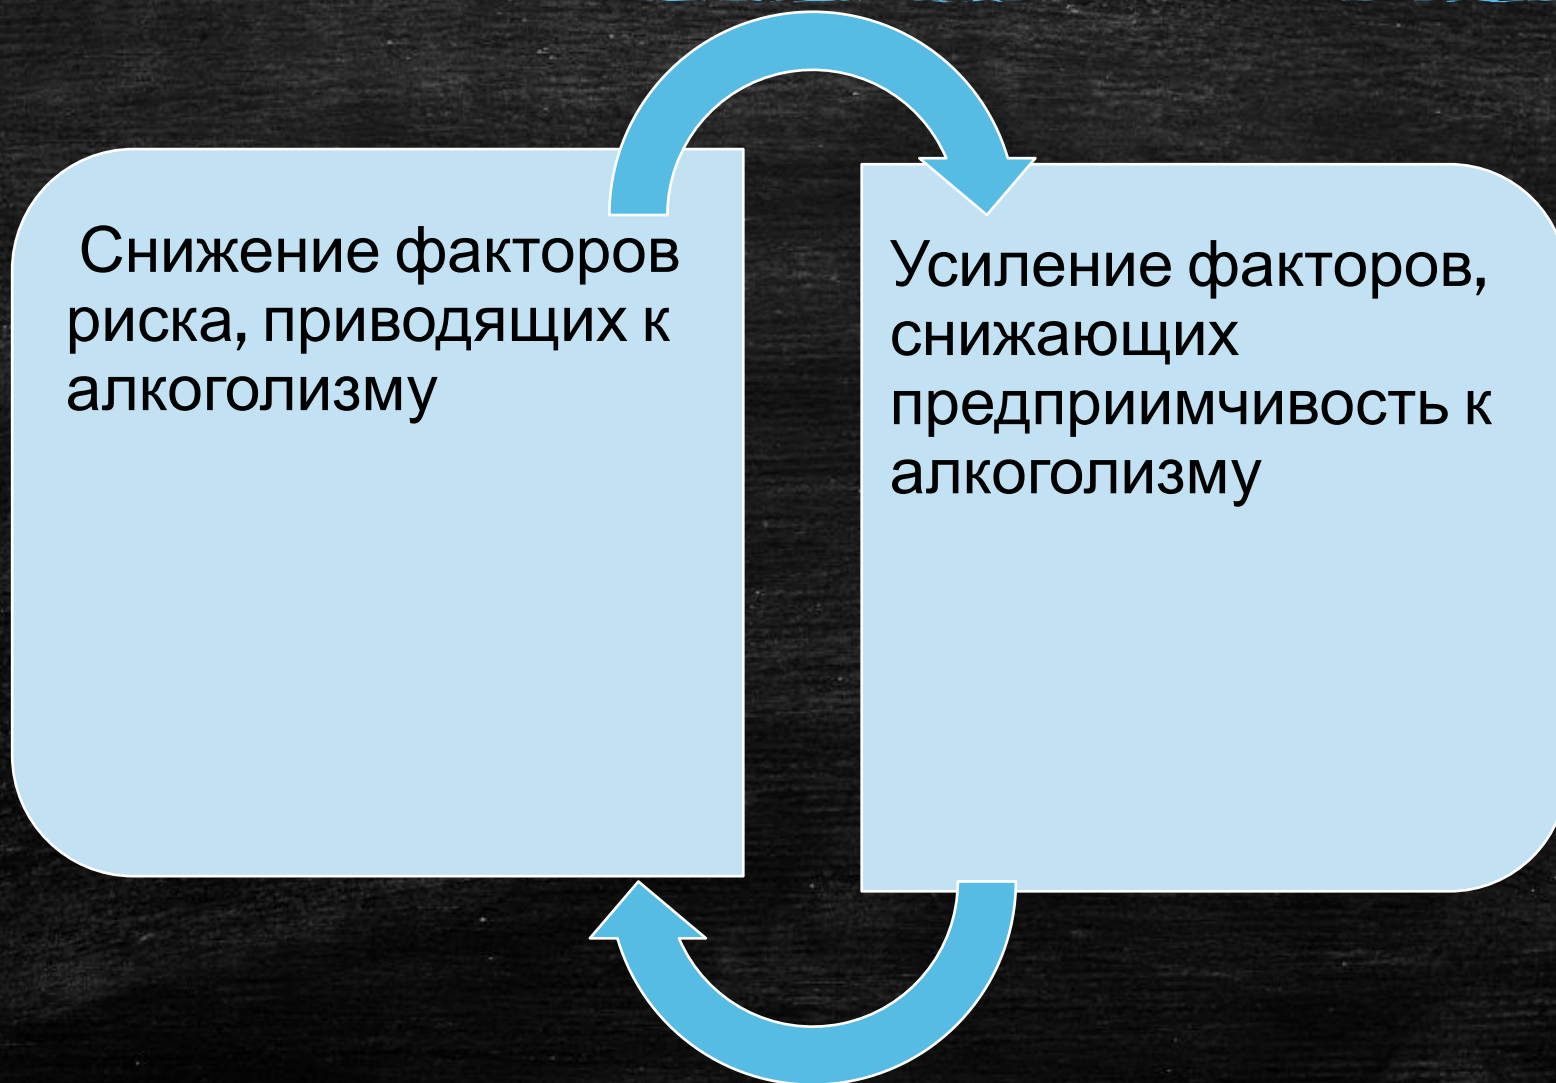 Снижение факторов
риска, приводящих к
алкоголизму
Усиление факторов,
снижающих
предприимчивость к
алкоголизму